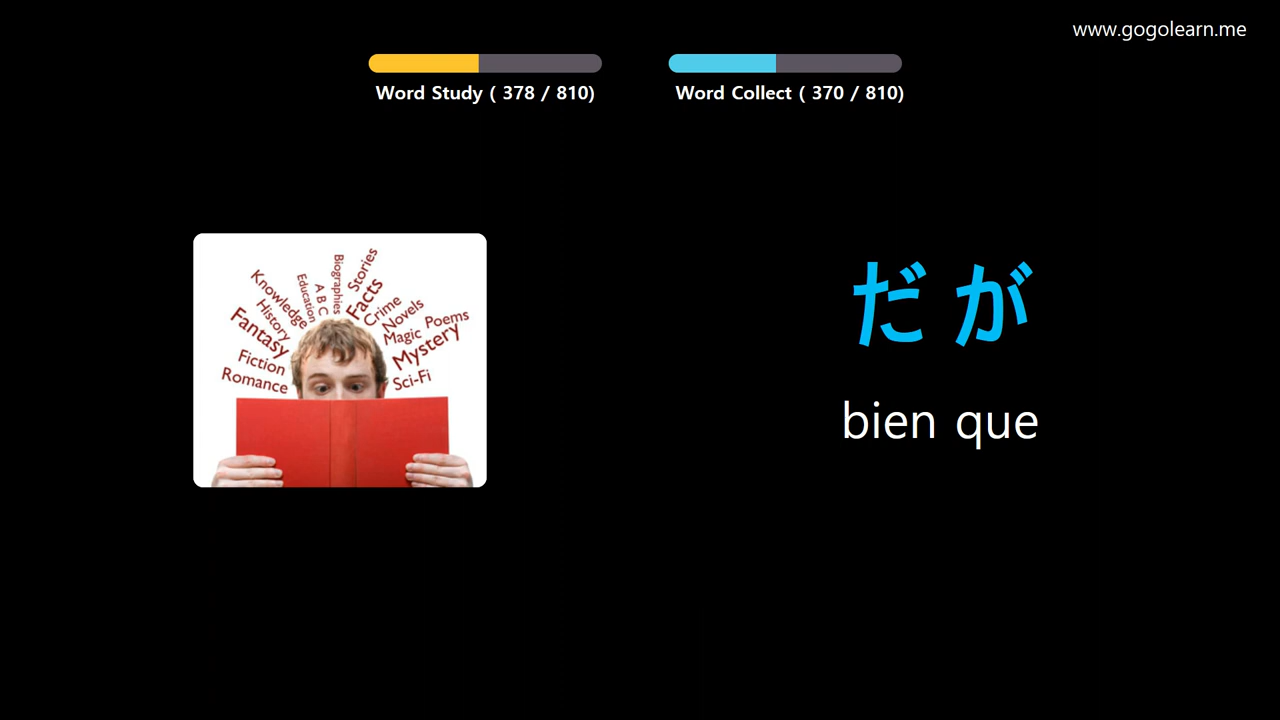 www.gogolearn.me
Word Study ( 378 / 810)
Word Collect ( 370 / 810)
Knowledge
History
Fantasy
Fiction
Romance
Education
A B C
Biographies
Stories
Facts
Crime
Novels
Magic
Poems
Mystery
Sci-Fi
だが
bien que